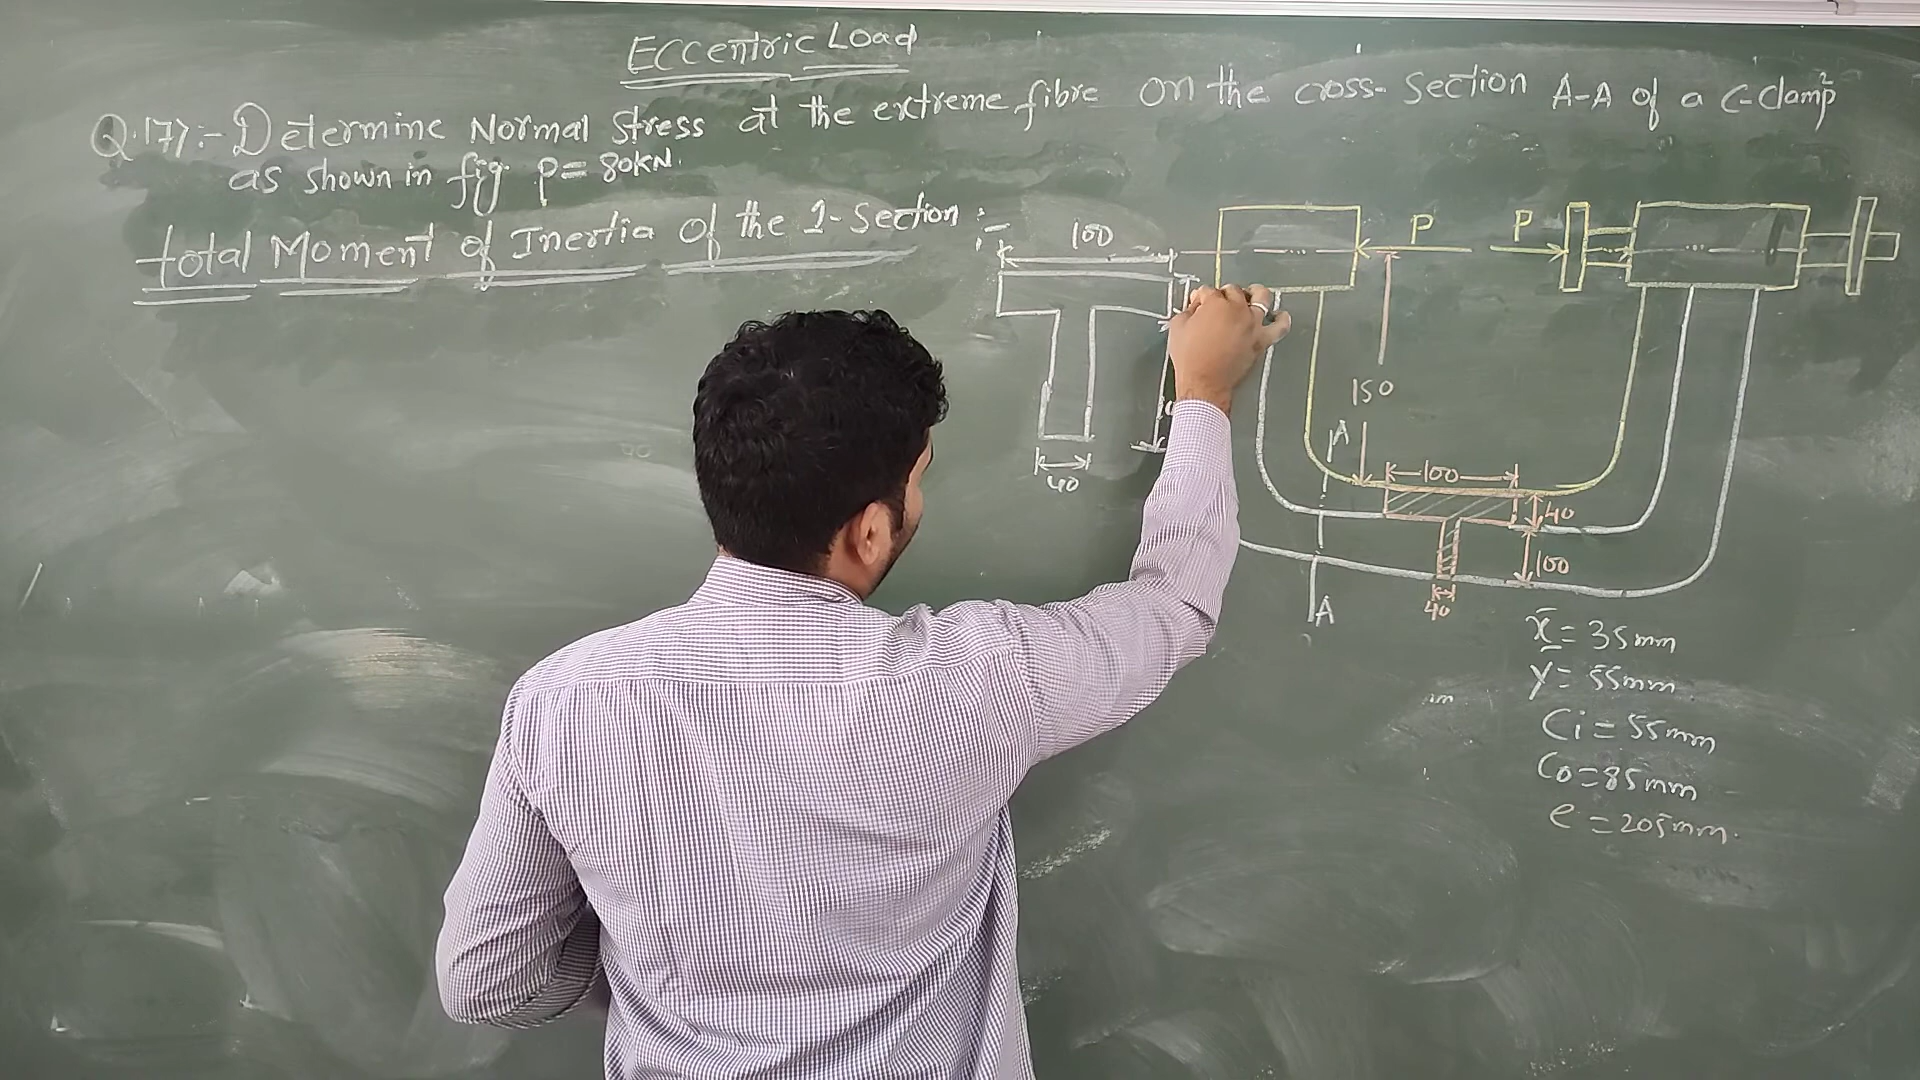 Eccentric Load
Q.17):- Determine Normal Stress at the extreme fibre on the cross-section A-A of a C-clamp
as shown in fig P= 80KN.
total Moment of Inertia of the I-Section :-
100
P
P
150
40
A
100
40
100
40
A
x̄ = 35mm
y = 55mm
Ci = 55mm
Co = 85mm
e = 205mm.